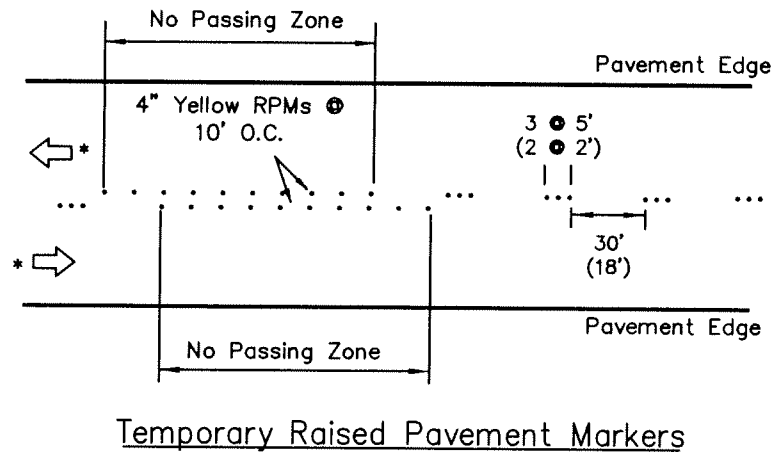 No Passing Zone
Pavement Edge
4" Yellow RPMs @
10' O.C.
3 @ 5'
(2 @ 2')
*
*
30'
(18')
Pavement Edge
No Passing Zone
Temporary Raised Pavement Markers